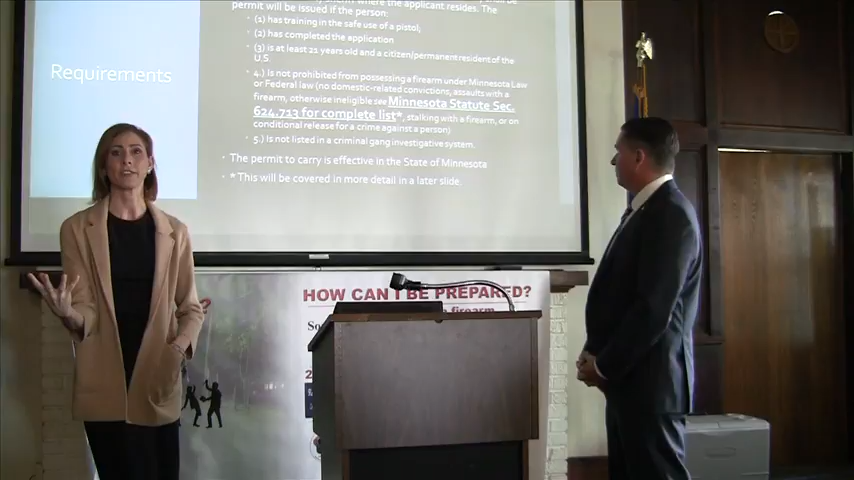 permit will be issued if the person:
(1) has training in the safe use of a pistol;
(2) has completed the application
(3) is at least 21 years old and a citizen/permanent resident of the
U.S.
4.) Is not prohibited from possessing a firearm under Minnesota Law
or Federal law (no domestic-related convictions, assaults with a
firearm, otherwise ineligible see Minnesota Statute Sec.
624.713 for complete list*, stalking with a firearm, or on
conditional release for a crime against a person)
5.) Is not listed in a criminal gang investigative system.
The permit to carry is effective in the State of Minnesota
*This will be covered in more detail in a later slide.
Requirements
HOW CAN I BE PREPARED?
firearm